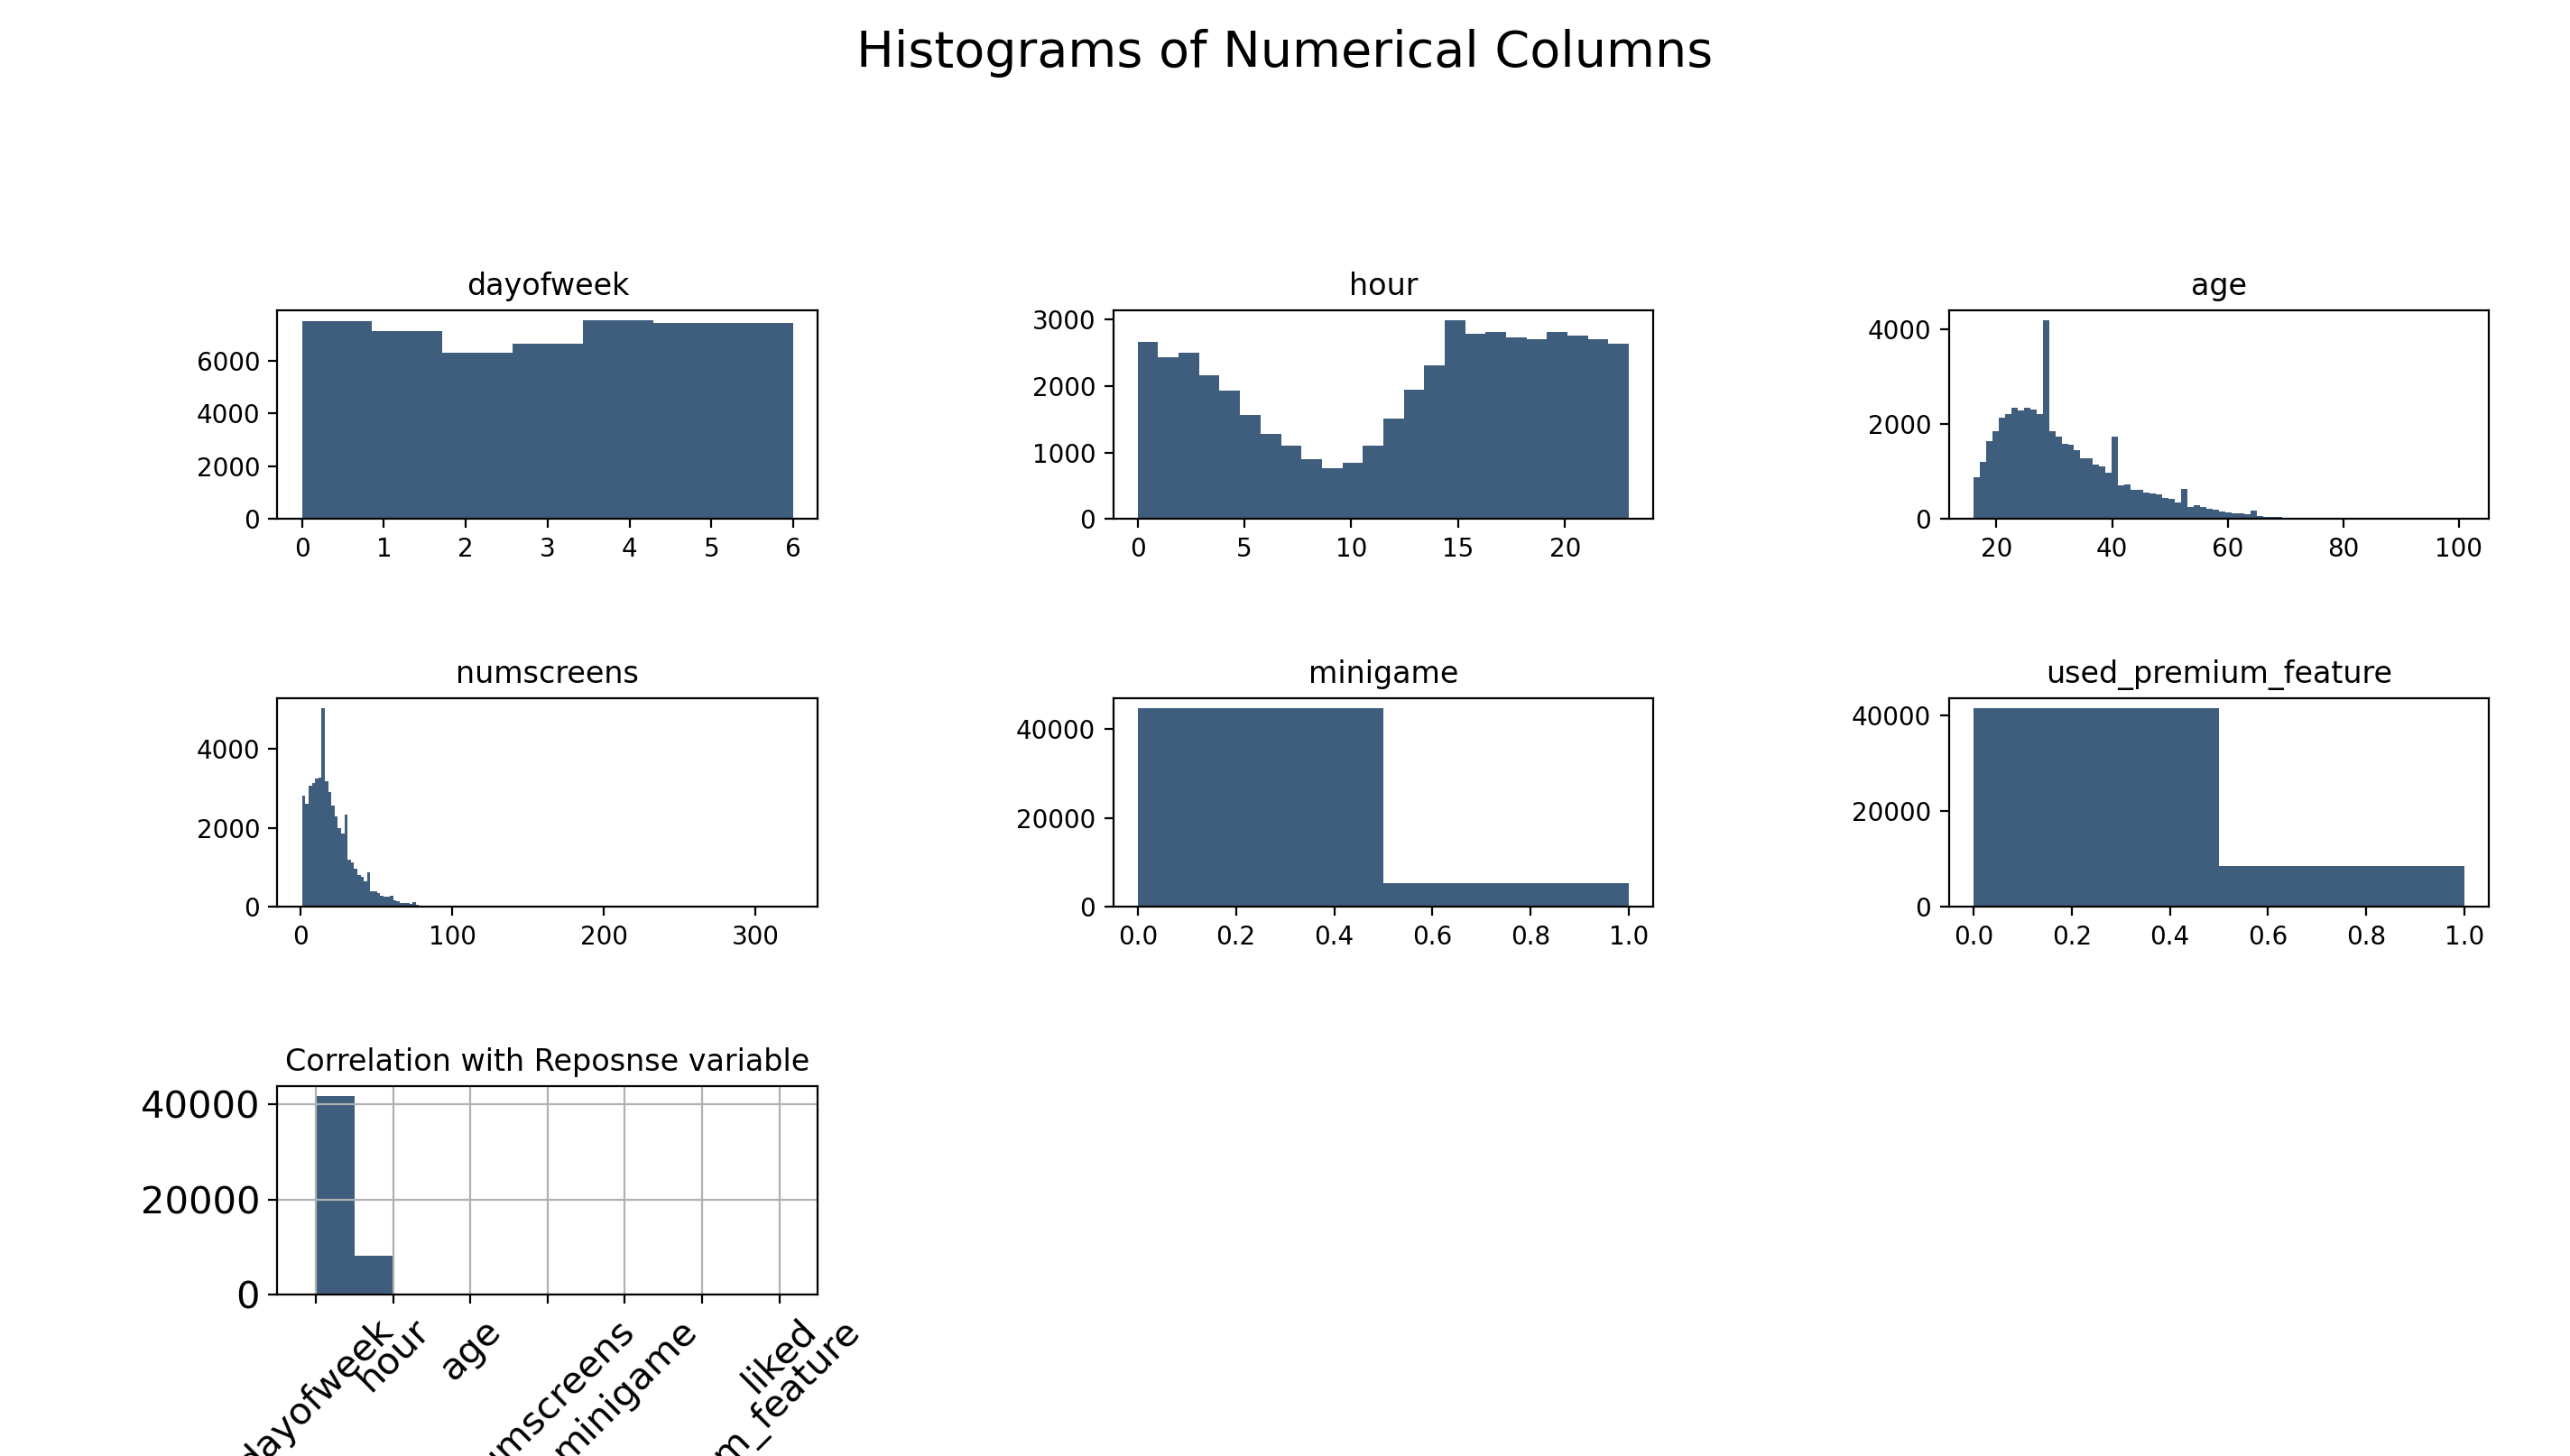 Histograms of Numerical Columns
dayofweek
6000
4000
2000
0
0 1 2 3 4 5 6
hour
3000
2000
1000
0
0 5 10 15 20
age
4000
2000
0
20 40 60 80 100
numscreens
4000
2000
0
0 100 200 300
minigame
40000
20000
0
0.0 0.2 0.4 0.6 0.8 1.0
used_premium_feature
40000
20000
0
0.0 0.2 0.4 0.6 0.8 1.0
Correlation with Reposnse variable
40000
20000
0
dayofweek
hour
age
umscreens
minigame
m_feature
liked